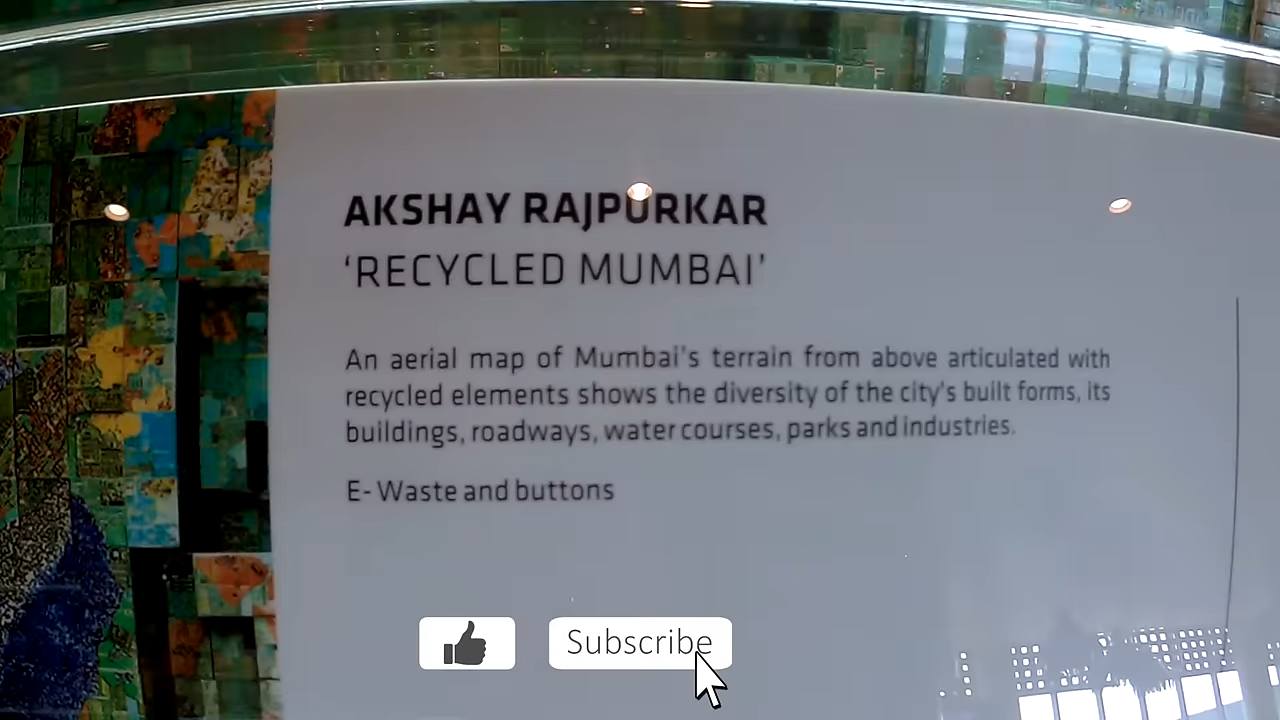 AKSHAY RAJPURKAR
‘RECYCLED MUMBAI’
An aerial map of Mumbai's terrain from above articulated with
recycled elements shows the diversity of the city's built forms, its
buildings, roadways, water courses, parks and industries.
E- Waste and buttons
Subscribe